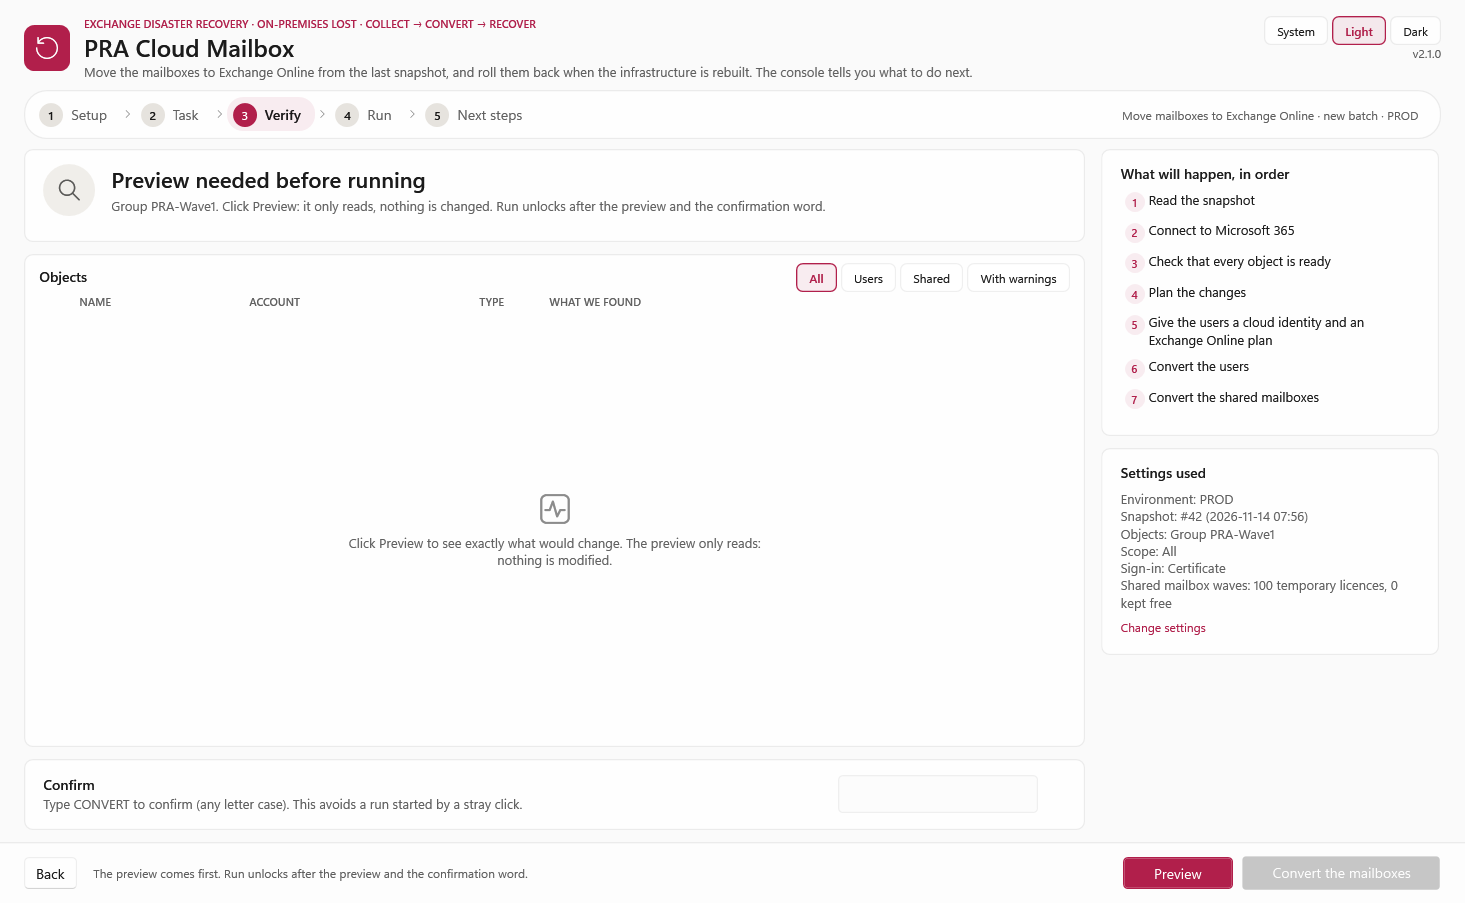 EXCHANGE DISASTER RECOVERY · ON-PREMISES LOST · COLLECT → CONVERT → RECOVER
PRA Cloud Mailbox
Move the mailboxes to Exchange Online from the last snapshot, and roll them back when the infrastructure is rebuilt. The console tells you what to do next.
System
Light
Dark
v2.1.0
1 Setup
2 Task
3 Verify
4 Run
5 Next steps
Move mailboxes to Exchange Online · new batch · PROD
Preview needed before running
Group PRA-Wave1. Click Preview: it only reads, nothing is changed. Run unlocks after the preview and the confirmation word.
Objects
All
Users
Shared
With warnings
NAME
ACCOUNT
TYPE
WHAT WE FOUND
Click Preview to see exactly what would change. The preview only reads:
nothing is modified.
Confirm
Type CONVERT to confirm (any letter case). This avoids a run started by a stray click.
What will happen, in order
1 Read the snapshot
2 Connect to Microsoft 365
3 Check that every object is ready
4 Plan the changes
5 Give the users a cloud identity and an
Exchange Online plan
6 Convert the users
7 Convert the shared mailboxes
Settings used
Environment: PROD
Snapshot: #42 (2026-11-14 07:56)
Objects: Group PRA-Wave1
Scope: All
Sign-in: Certificate
Shared mailbox waves: 100 temporary licences, 0
kept free
Change settings
Back
The preview comes first. Run unlocks after the preview and the confirmation word.
Preview
Convert the mailboxes